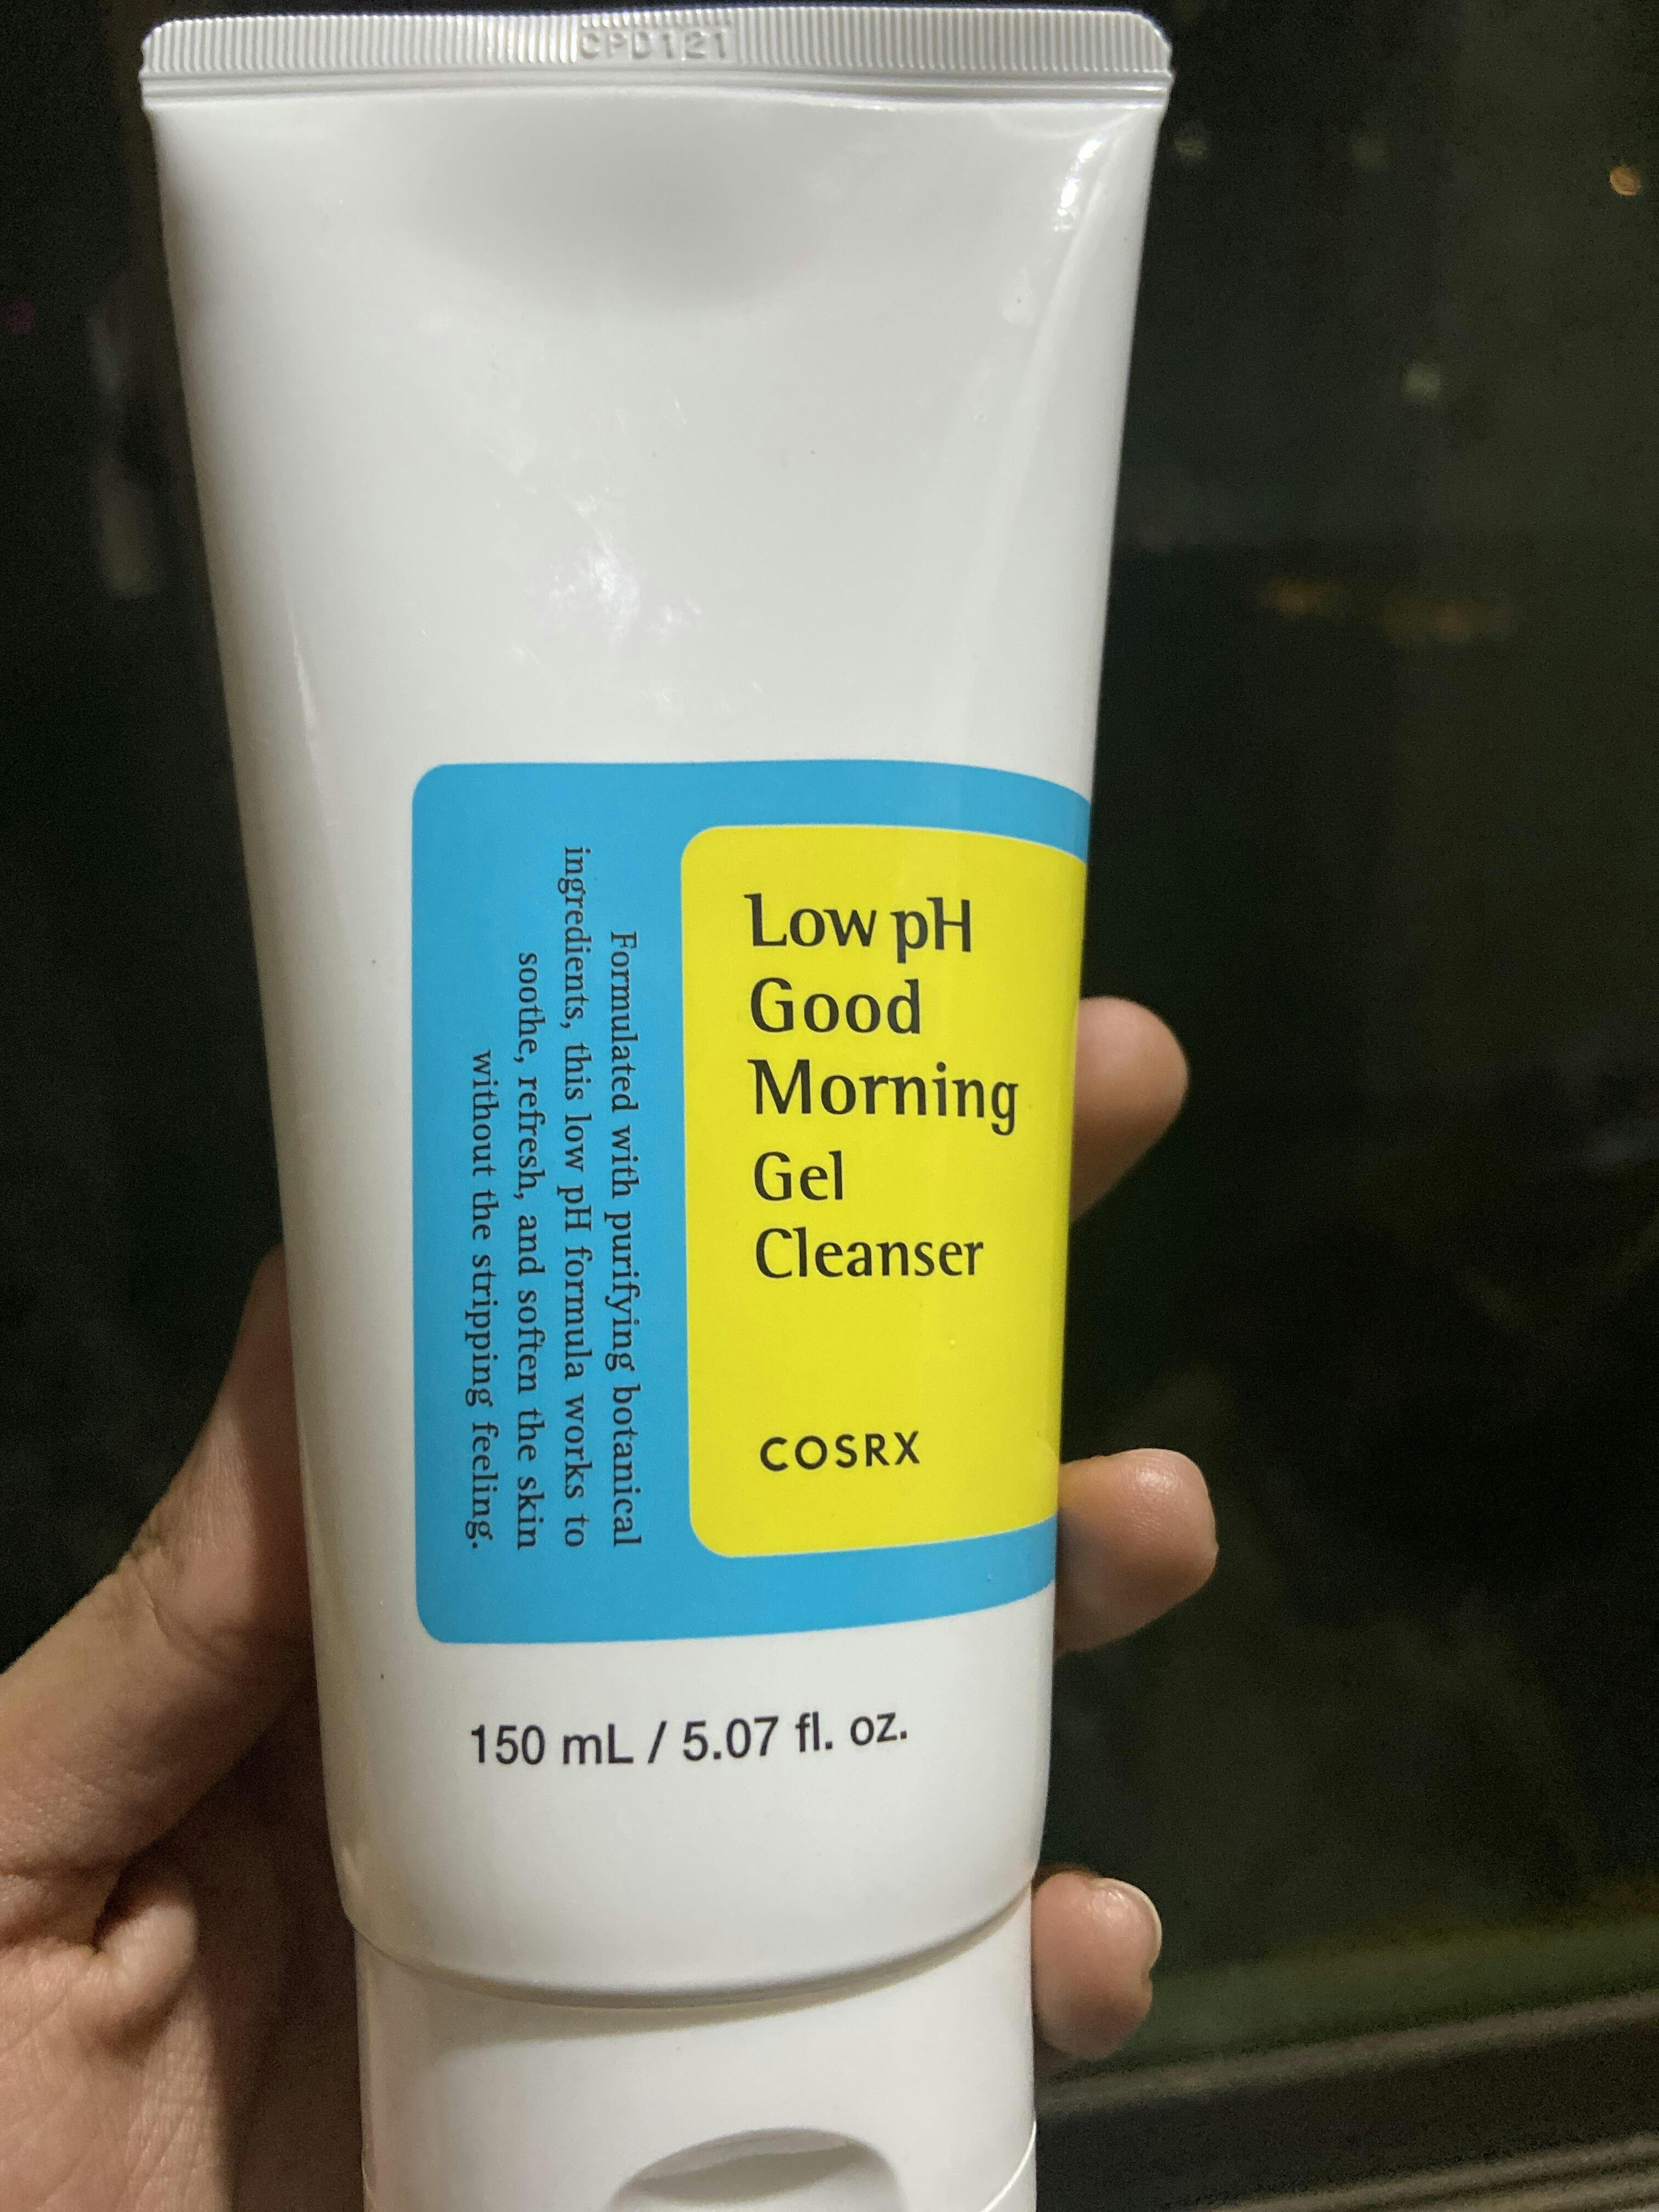 CPD121
Low pH
Good
Morning
Gel
Cleanser
COSRX
Formulated with purifying botanical
ingredients, this low pH formula works to
soothe, refresh, and soften the skin
without the stripping feeling.
150 mL / 5.07 fl. oz.